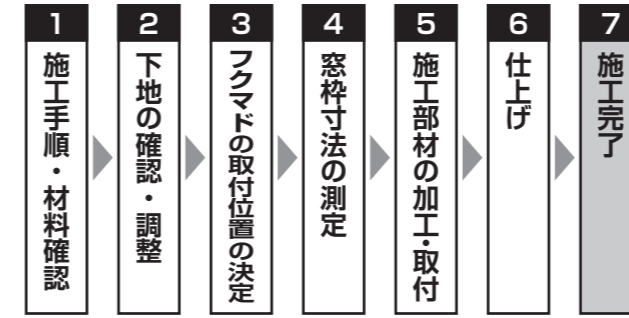 1
施工手順・材料確認
2
下地の確認・調整
3
フクマドの取付位置の決定
4
窓枠寸法の測定
5
施工部材の加工・取付
6
仕上げ
7
施工完了